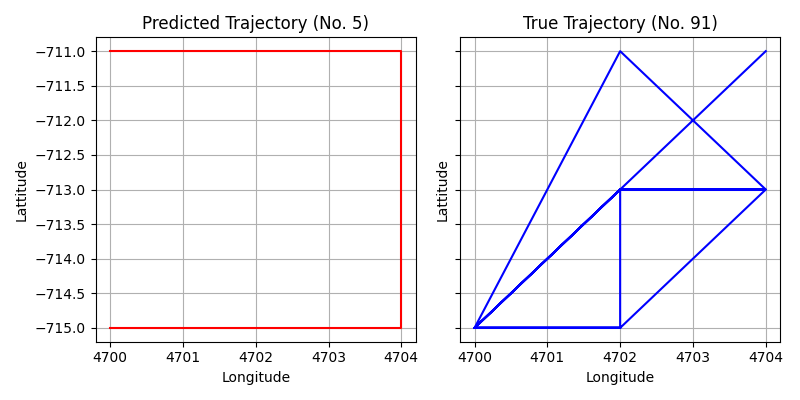 Predicted Trajectory (No. 5)
True Trajectory (No. 91)
−711.0
−711.5
−712.0
−712.5
−713.0
−713.5
−714.0
−714.5
−715.0
Lattitude
4700 4701 4702 4703 4704
Longitude
Lattitude
4700 4701 4702 4703 4704
Longitude